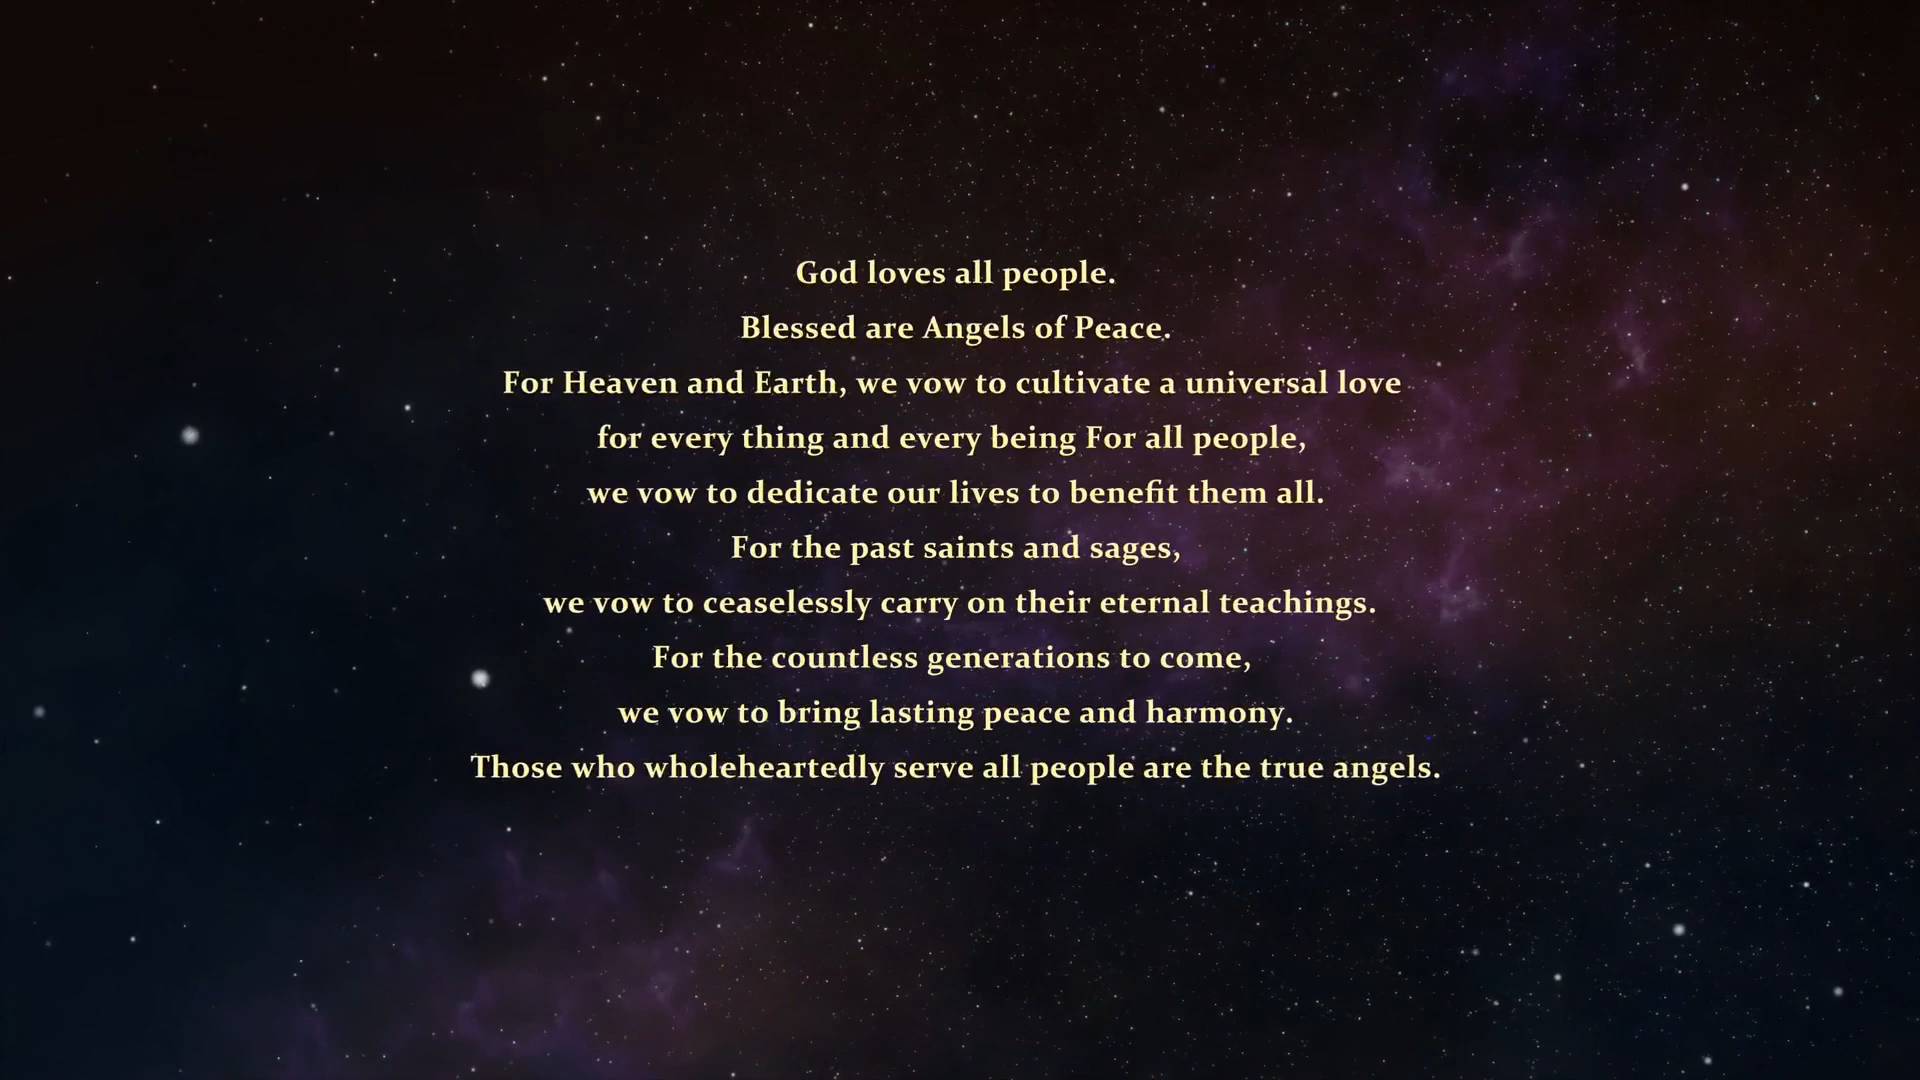 God loves all people.
Blessed are Angels of Peace.
For Heaven and Earth, we vow to cultivate a universal love
for every thing and every being For all people,
we vow to dedicate our lives to benefit them all.
For the past saints and sages,
we vow to ceaselessly carry on their eternal teachings.
For the countless generations to come,
we vow to bring lasting peace and harmony.
Those who wholeheartedly serve all people are the true angels.